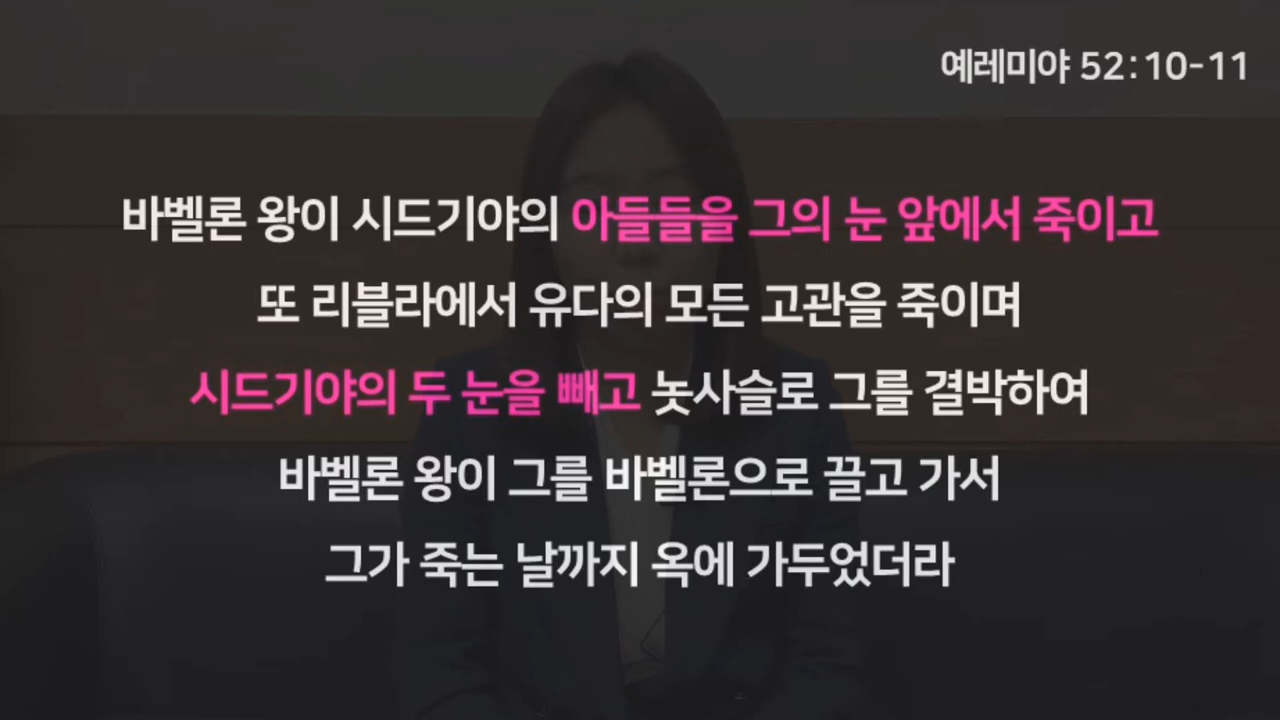 예레미야 52:10-11
바벨론 왕이 시드기야의 아들들을 그의 눈 앞에서 죽이고
또 리블라에서 유다의 모든 고관을 죽이며
시드기야의 두 눈을 빼고 놋사슬로 그를 결박하여
바벨론 왕이 그를 바벨론으로 끌고 가서
그가 죽는 날까지 옥에 가두었더라